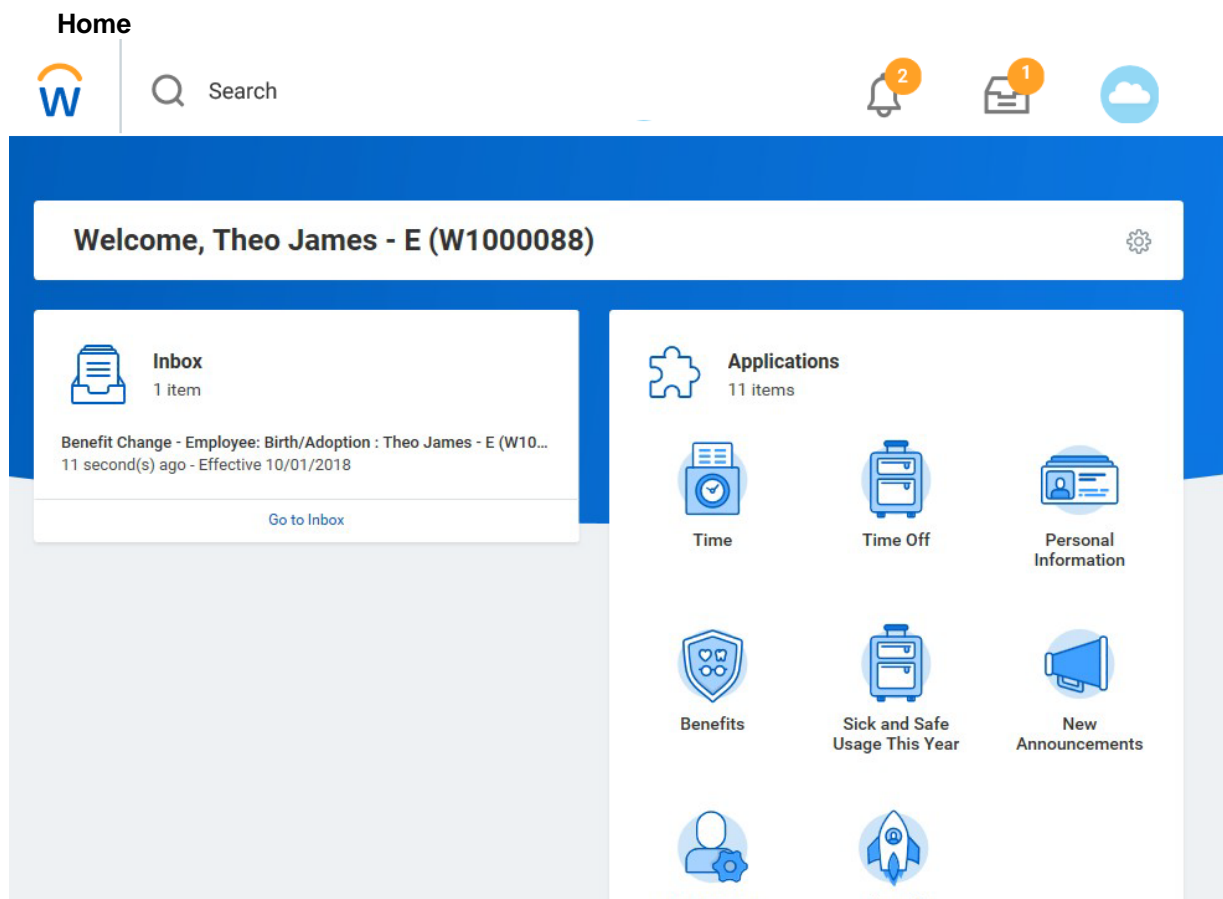 Home
W
Search
2
1
Welcome, Theo James - E (W1000088)
Inbox
1 item
Benefit Change - Employee: Birth/Adoption : Theo James - E (W10...
11 second(s) ago - Effective 10/01/2018
Go to Inbox
Applications
11 items
Time
Time Off
Personal
Information
Benefits
Sick and Safe
Usage This Year
New
Announcements